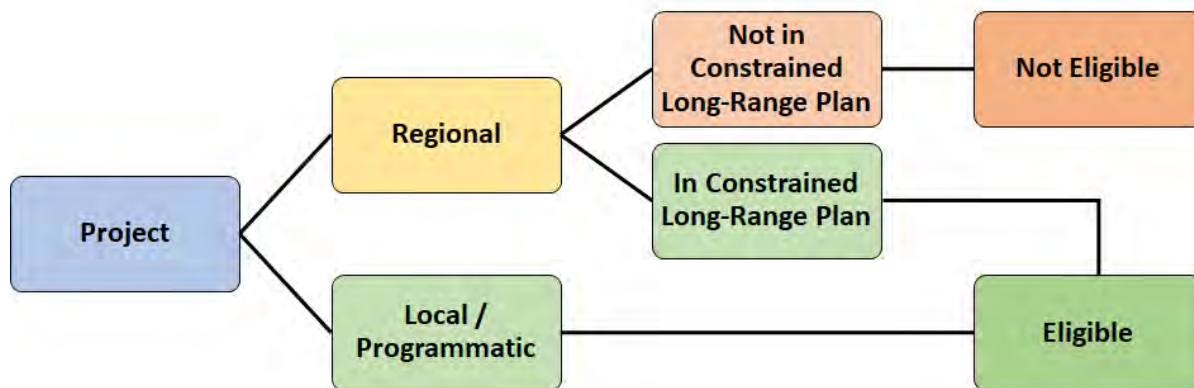 Not in
Constrained
Long-Range Plan
Not Eligible
Regional
In Constrained
Long-Range Plan
Project
Local /
Programmatic
Eligible